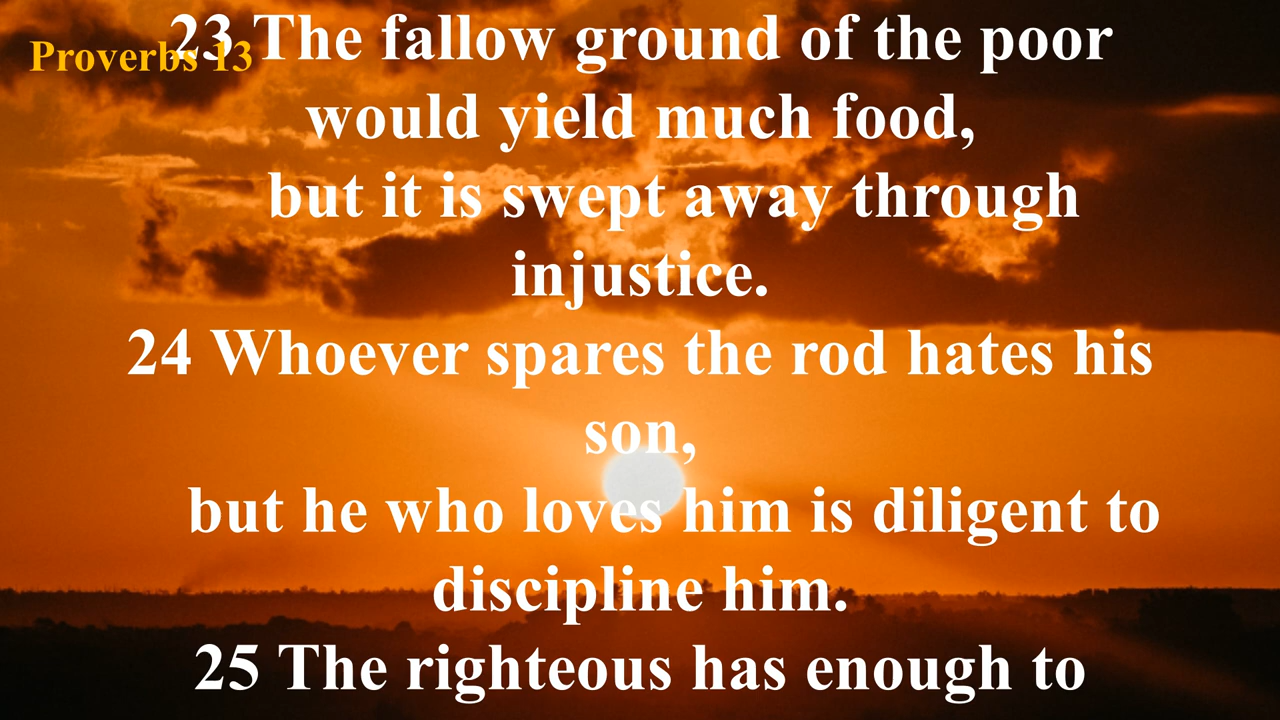 Proverbs 13
23 The fallow ground of the poor
would yield much food,
but it is swept away through
injustice.
24 Whoever spares the rod hates his
son,
but he who loves him is diligent to
discipline him.
25 The righteous has enough to